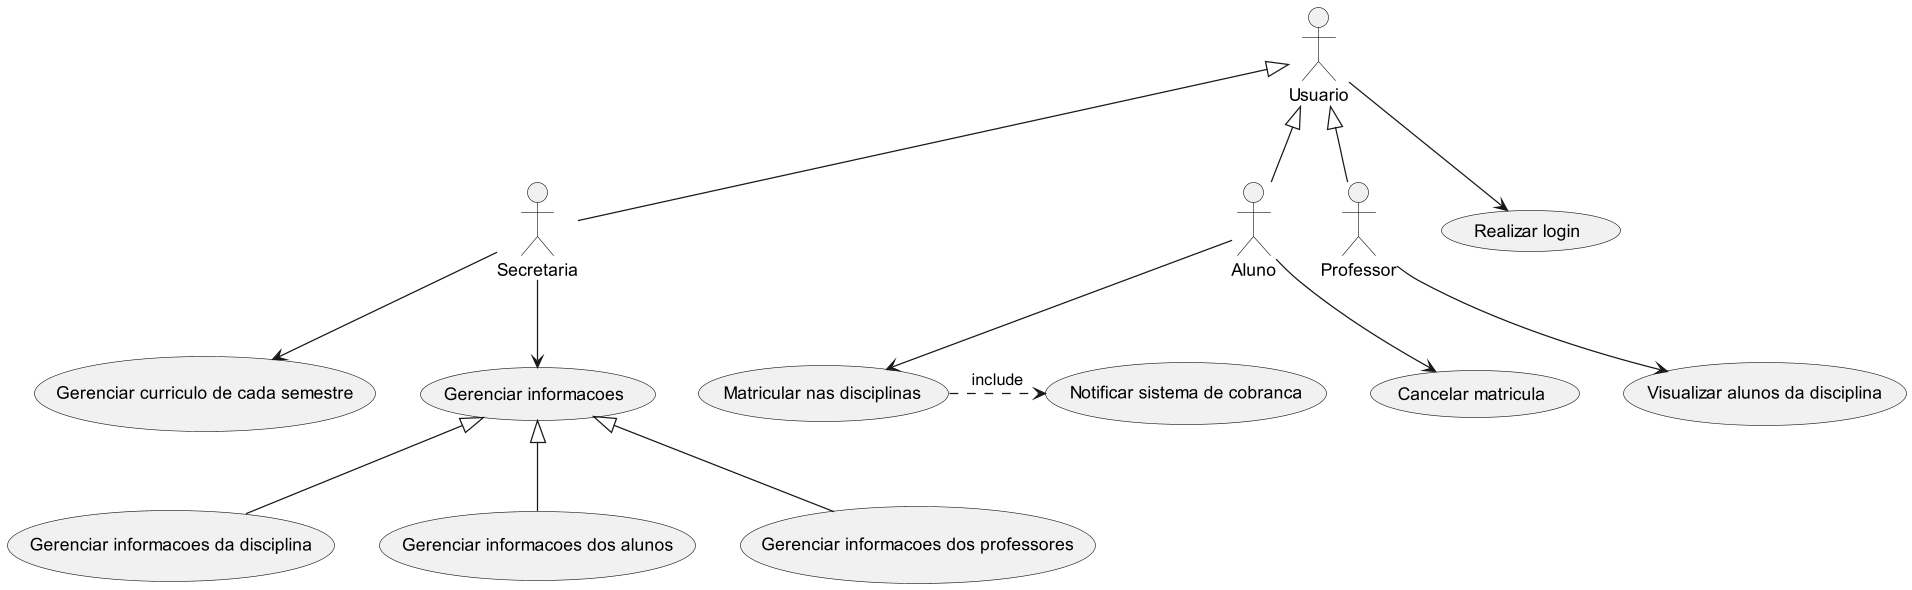 Usuario
Realizar login
Secretaria
Aluno
Professor
Gerenciar curriculo de cada semestre
Gerenciar informacoes
Matricular nas disciplinas
include
Notificar sistema de cobranca
Cancelar matricula
Visualizar alunos da disciplina
Gerenciar informacoes da disciplina
Gerenciar informacoes dos alunos
Gerenciar informacoes dos professores